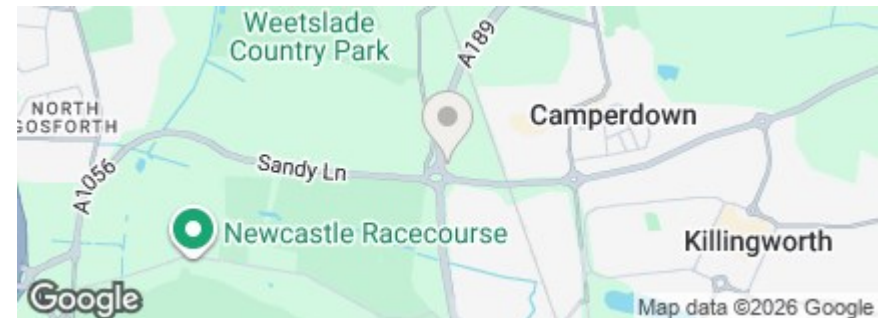 Weetslade
Country Park
A189
NORTH
GOSFORTH
Camperdown
Sandy Ln
A1056
Newcastle Racecourse
Killingworth
Google
Map data ©2026 Google